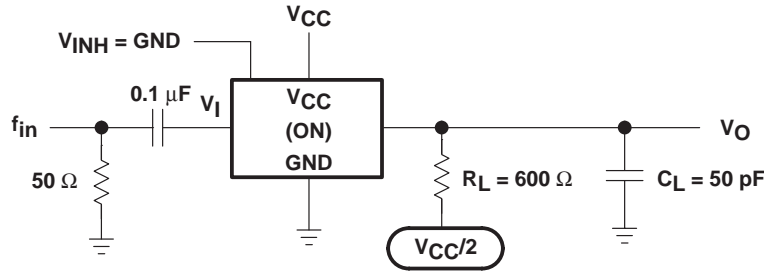 VCC
VINH = GND
0.1 μF
VI
VCC
(ON)
GND
fin
VO
50 Ω
RL = 600 Ω
CL = 50 pF
VCC/2